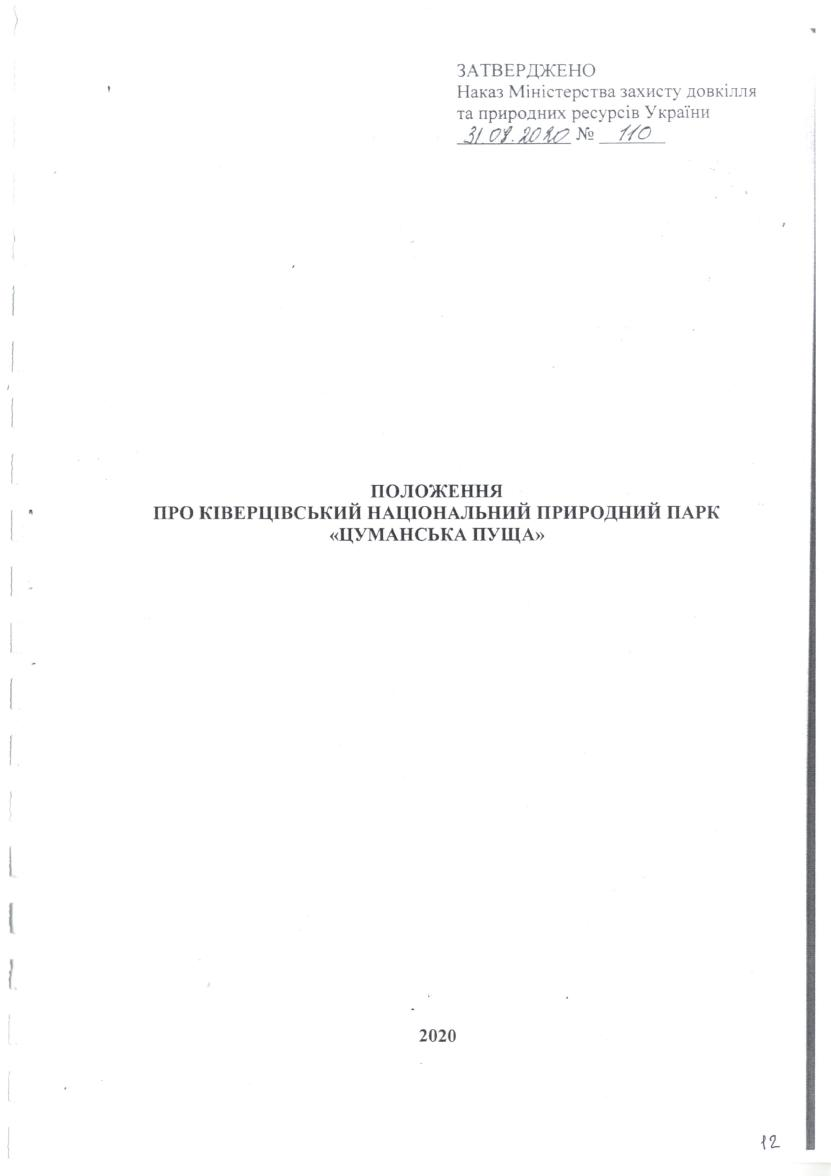 ЗАТВЕРДЖЕНО
Наказ Міністерства захисту довкілля
та природних ресурсів України
31.08.2020 № 110
ПОЛОЖЕННЯ
ПРО КІВЕРЦІВСЬКИЙ НАЦІОНАЛЬНИЙ ПРИРОДНИЙ ПАРК
«ЦУМАНСЬКА ПУЩА»
2020
12